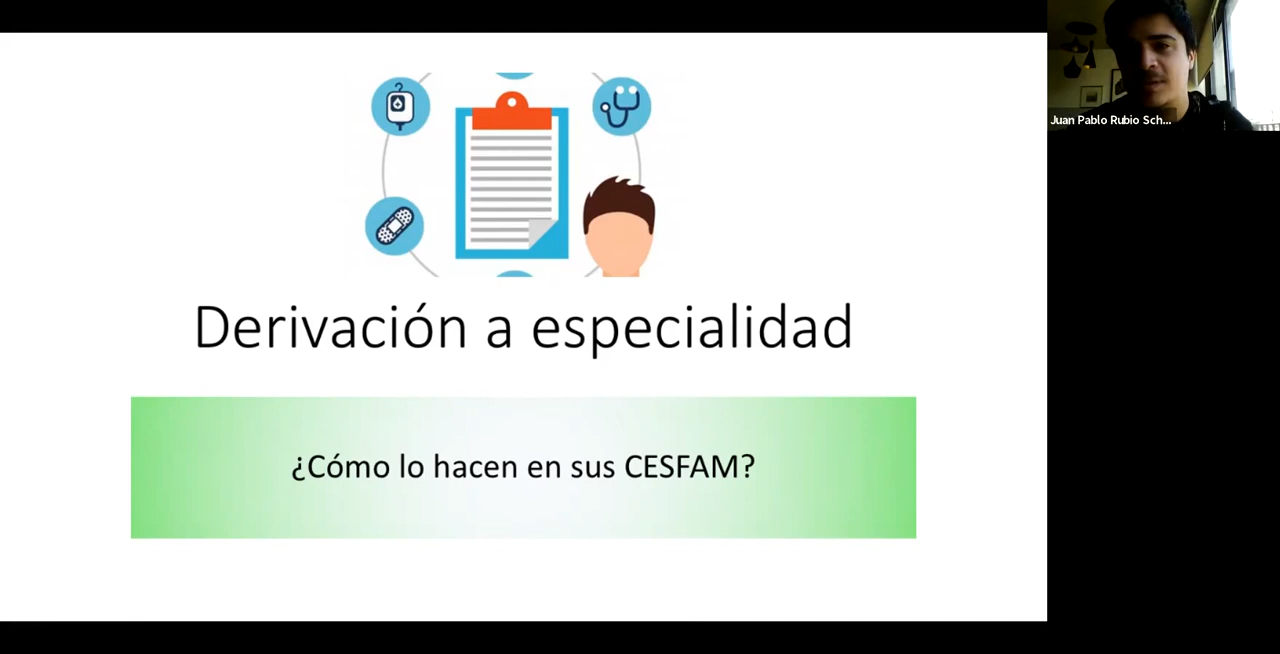 Juan Pablo Rubio Sch...
Derivación a especialidad
¿Cómo lo hacen en sus CESFAM?